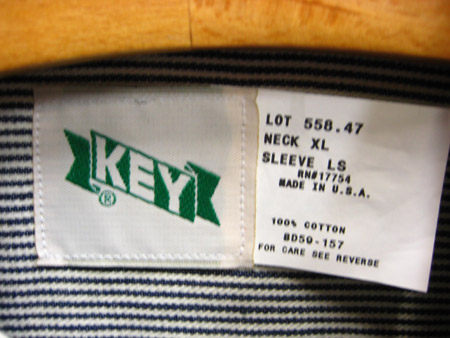 KEY
®
LOT 558.47
NECK XL
SLEEVE LS
RN#17754
MADE IN U.S.A.
100% COTTON
BD59-157
FOR CARE SEE REVERSE